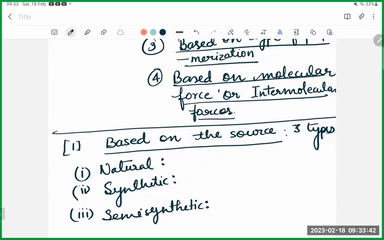 09:33 Sat 18 Feb
53%
Title
(3) Based on
-merization
(4) Based on molecular
force 'or Intermolecular
forces.
[1] Based on the source : 3 types
(i) Natural :
(ii) Synthetic :
(iii) Semisynthetic :
2023-02-18 09:33:42